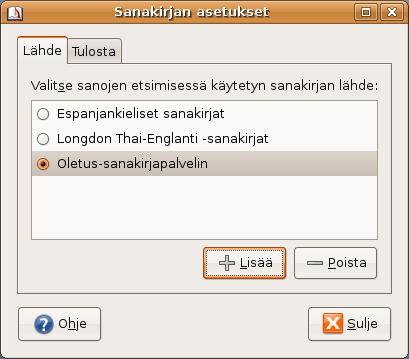 Sanakirjan asetukset
Lähde
Tulosta
Valitse sanojen etsimisessä käytetyn sanakirjan lähde:
Espanjankieliset sanakirjat
Longdon Thai-Englanti -sanakirjat
Oletus-sanakirjapalvelin
Lisää
Poista
Ohje
Sulje